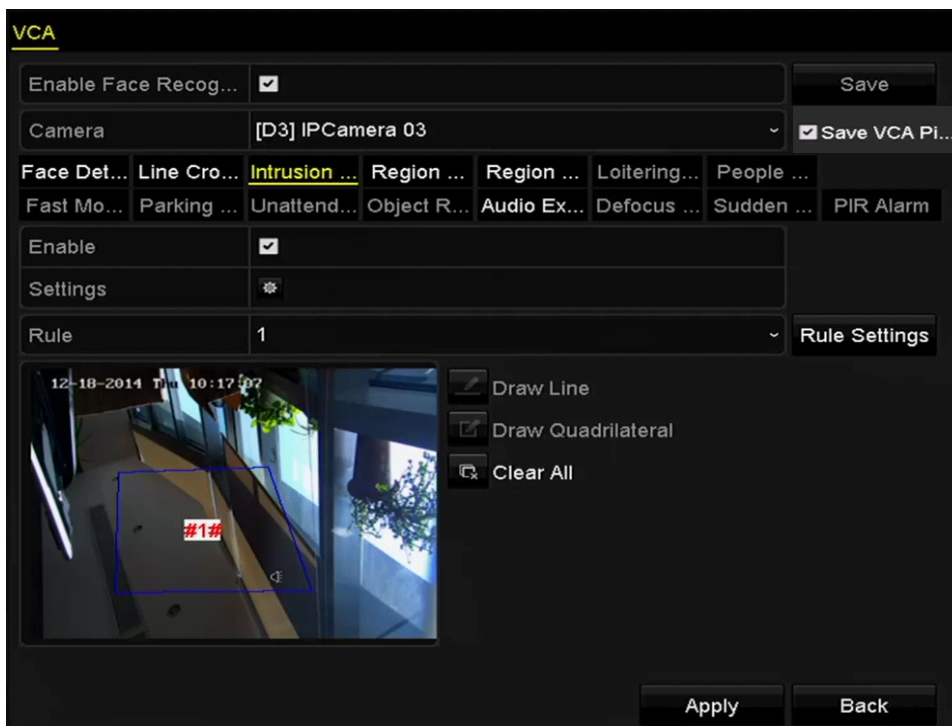 VCA
Enable Face Recog... Save
Camera [D3] IPCamera 03 Save VCA Pi...
Face Det... Line Cro... Intrusion ... Region ... Region ... Loitering... People ...
Fast Mo... Parking ... Unattend... Object R... Audio Ex... Defocus ... Sudden ... PIR Alarm
Enable
Settings
Rule 1 Rule Settings
12-18-2014 Thu 10:17:07
Draw Line
Draw Quadrilateral
Clear All
#1#
Apply Back